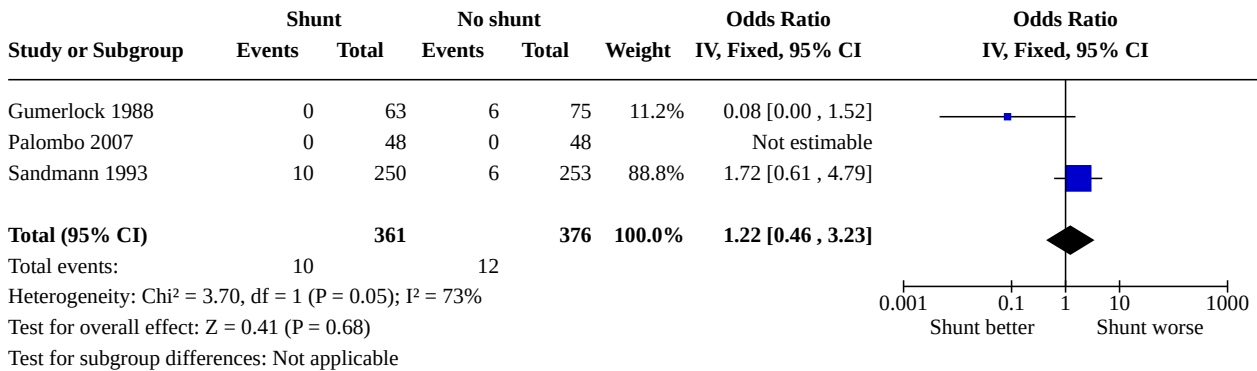 Shunt No shunt Odds Ratio Odds Ratio
Study or Subgroup Events Total Events Total Weight IV, Fixed, 95% CI IV, Fixed, 95% CI
Gumerlock 1988 0 63 6 75 11.2% 0.08 [0.00 , 1.52]
Palombo 2007 0 48 0 48 Not estimable
Sandmann 1993 10 250 6 253 88.8% 1.72 [0.61 , 4.79]
Total (95% CI) 361 376 100.0% 1.22 [0.46 , 3.23]
Total events: 10 12
Heterogeneity: Chi² = 3.70, df = 1 (P = 0.05); I² = 73%
0.001 0.1 1 10 1000
Test for overall effect: Z = 0.41 (P = 0.68)
Shunt better Shunt worse
Test for subgroup differences: Not applicable